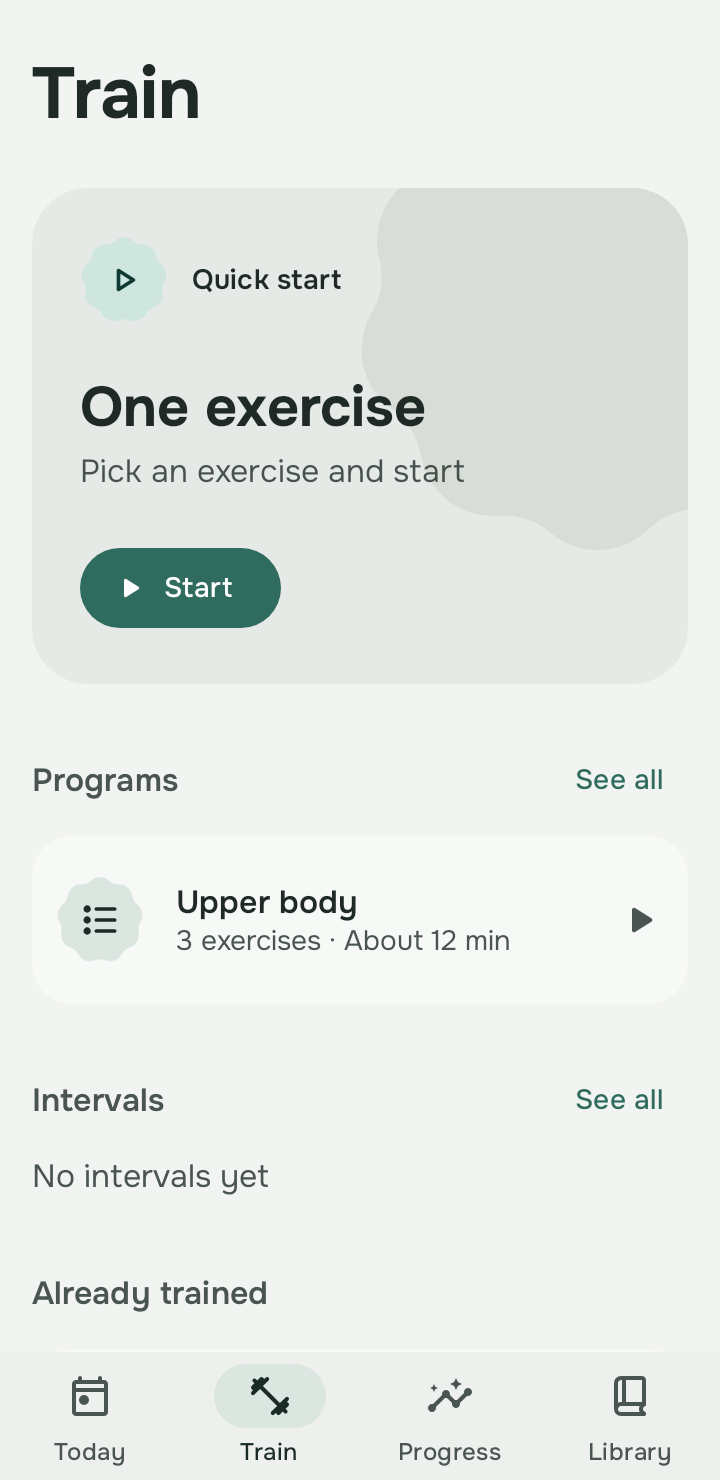 Train
Quick start
One exercise
Pick an exercise and start
Start
Programs
See all
Upper body
3 exercises · About 12 min
Intervals
See all
No intervals yet
Already trained
Today
Train
Progress
Library